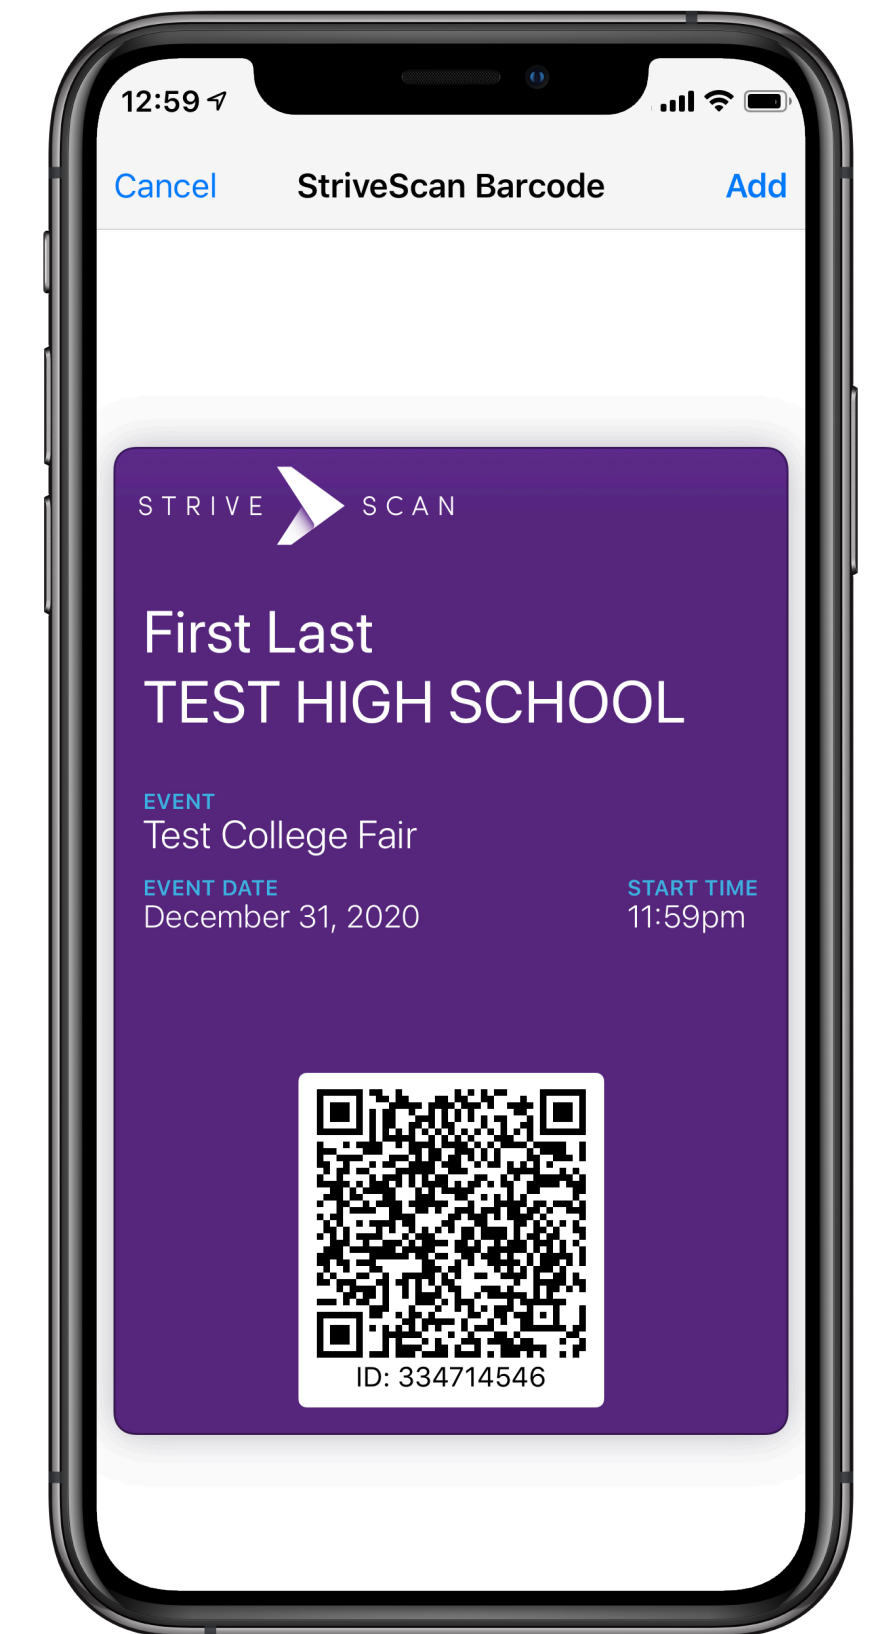 12:59
Cancel StriveScan Barcode Add
STRIVE SCAN
First Last
TEST HIGH SCHOOL
EVENT
Test College Fair
EVENT DATE START TIME
December 31, 2020 11:59pm
ID: 334714546